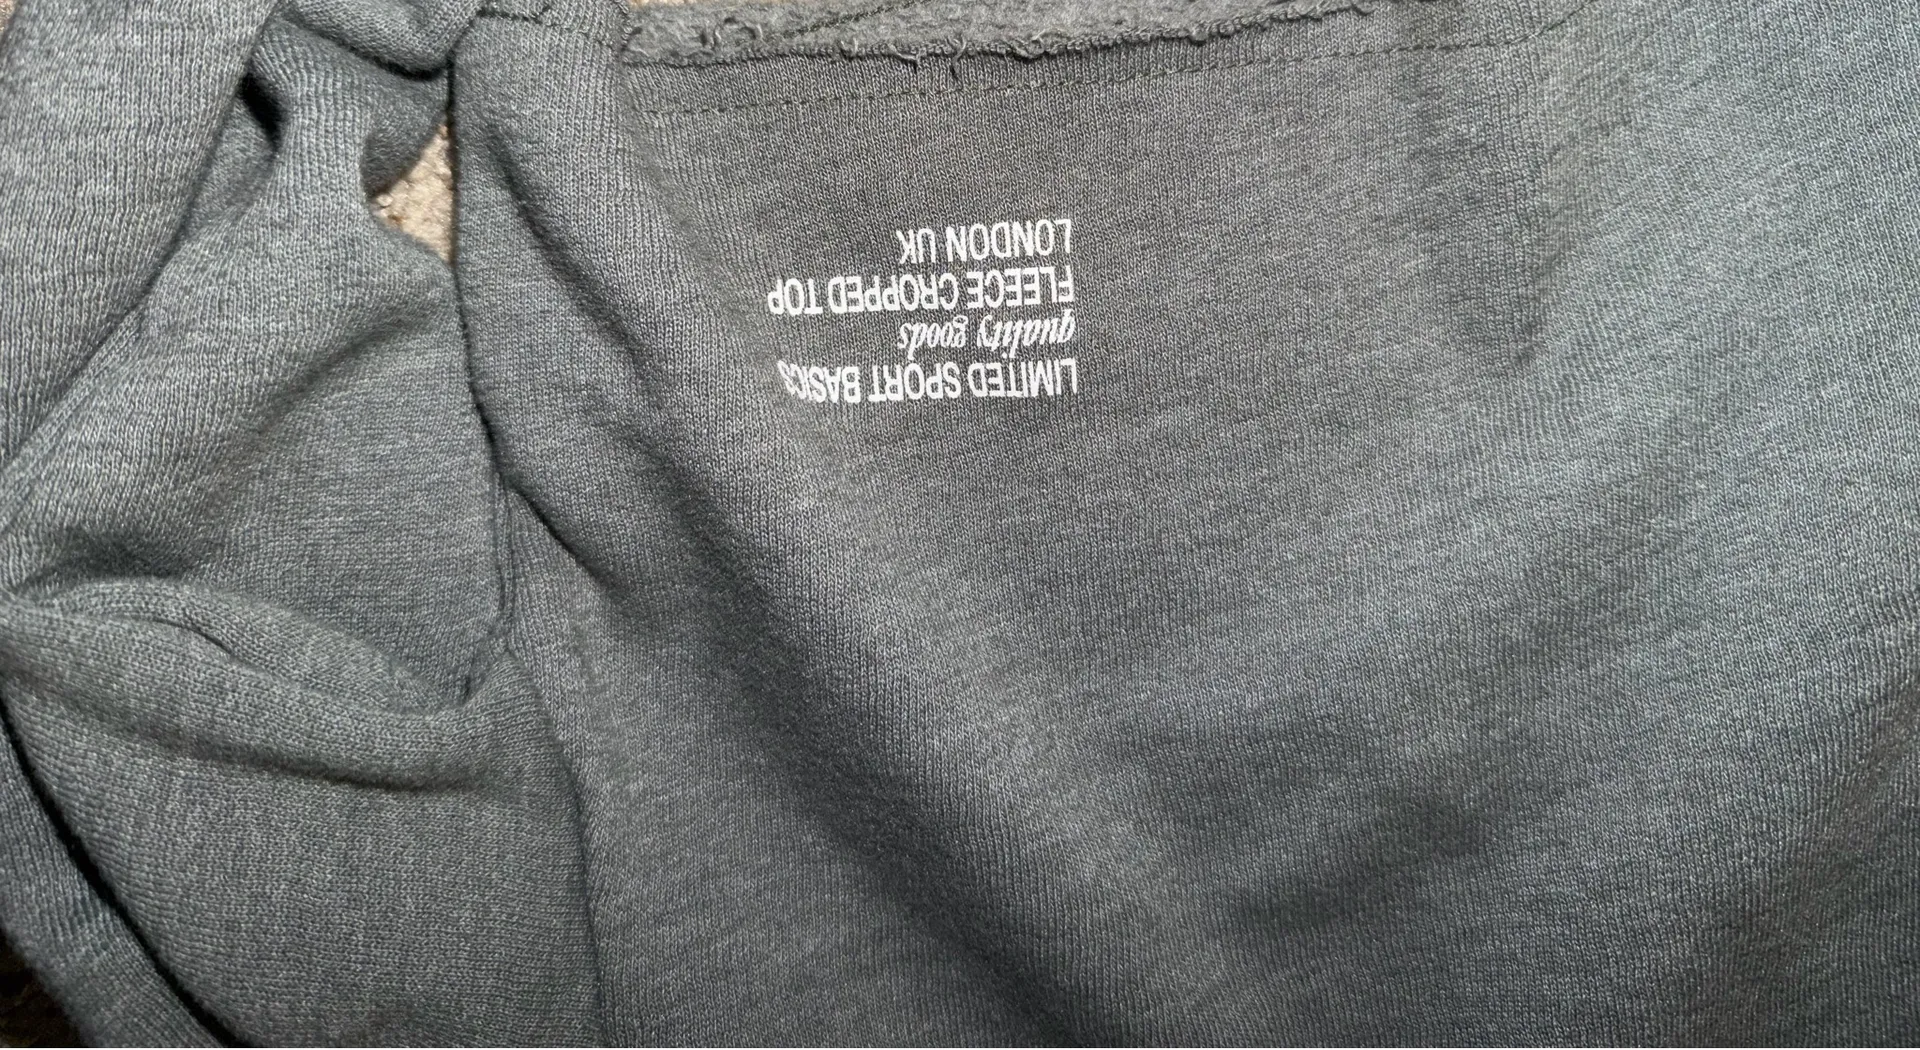 LIMITED SPORT BASICS
quality goods
FLEECE CROPPED TOP
LONDON UK